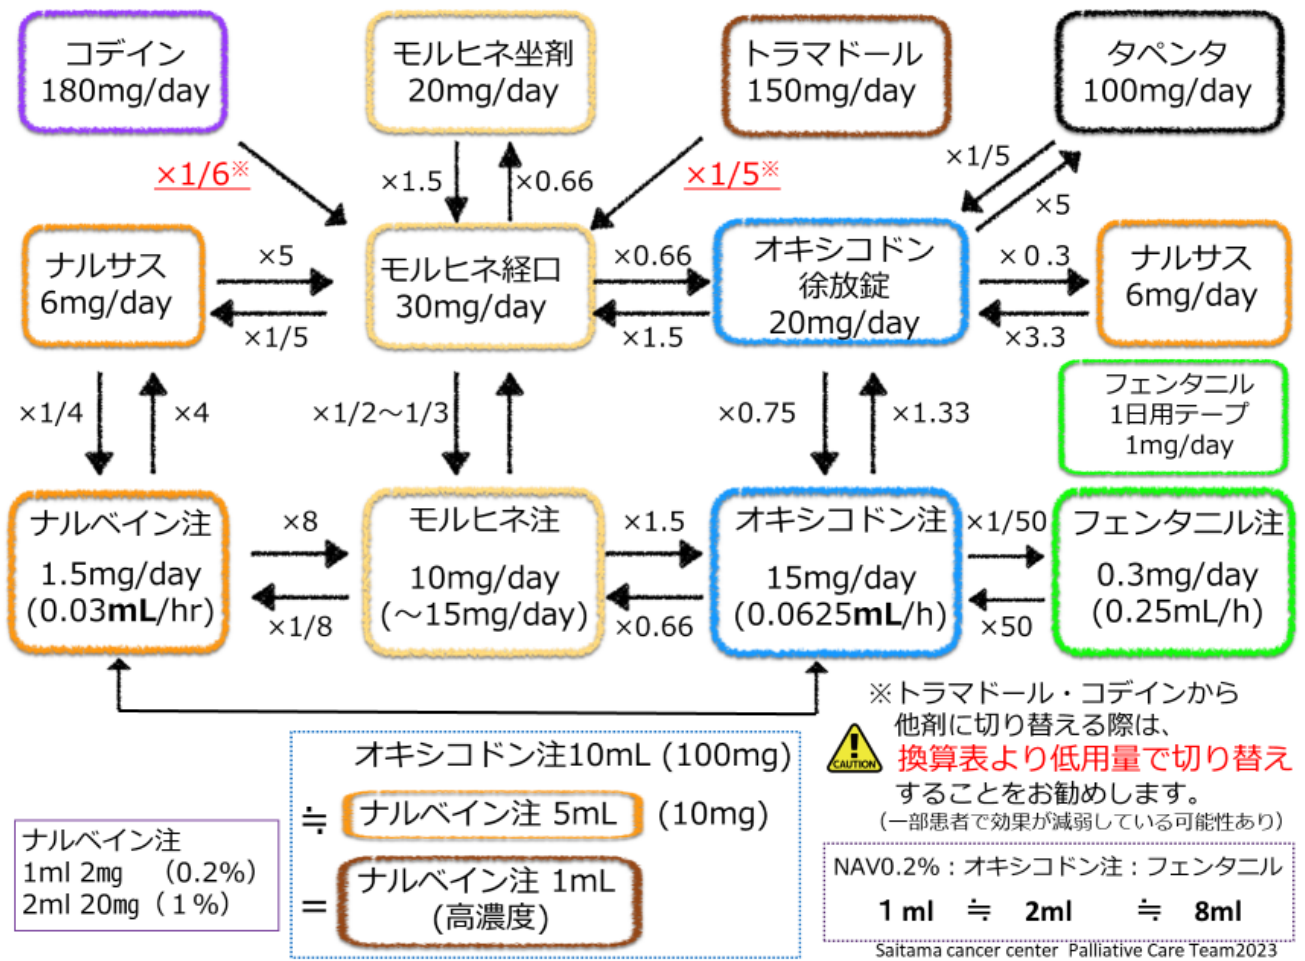 コデイン
180mg/day
モルヒネ坐剤
20mg/day
トラマドール
150mg/day
タペンタ
100mg/day
×1/6※
×1.5
×0.66
×1/5※
×1/5
×5
ナルサス
6mg/day
×5
×1/5
モルヒネ経口
30mg/day
×0.66
×1.5
オキシコドン
徐放錠
20mg/day
×0.3
×3.3
ナルサス
6mg/day
フェンタニル
1日用テープ
1mg/day
×1/4
×4
×1/2～1/3
×0.75
×1.33
ナルベイン注
1.5mg/day
(0.03mL/hr)
×8
×1/8
モルヒネ注
10mg/day
(～15mg/day)
×1.5
×0.66
オキシコドン注
15mg/day
(0.0625mL/h)
×1/50
×50
フェンタニル注
0.3mg/day
(0.25mL/h)
※トラマドール・コデインから
他剤に切り替える際は、
CAUTION
換算表より低用量で切り替え
することをお勧めします。
（一部患者で効果が減弱している可能性あり）
オキシコドン注10mL (100mg)
≒ ナルベイン注 5mL (10mg)
= ナルベイン注 1mL
(高濃度)
ナルベイン注
1ml 2㎎ （0.2%）
2ml 20㎎（１%）
NAV0.2%：オキシコドン注：フェンタニル
1 ml ≒ 2ml ≒ 8ml
Saitama cancer center Palliative Care Team2023